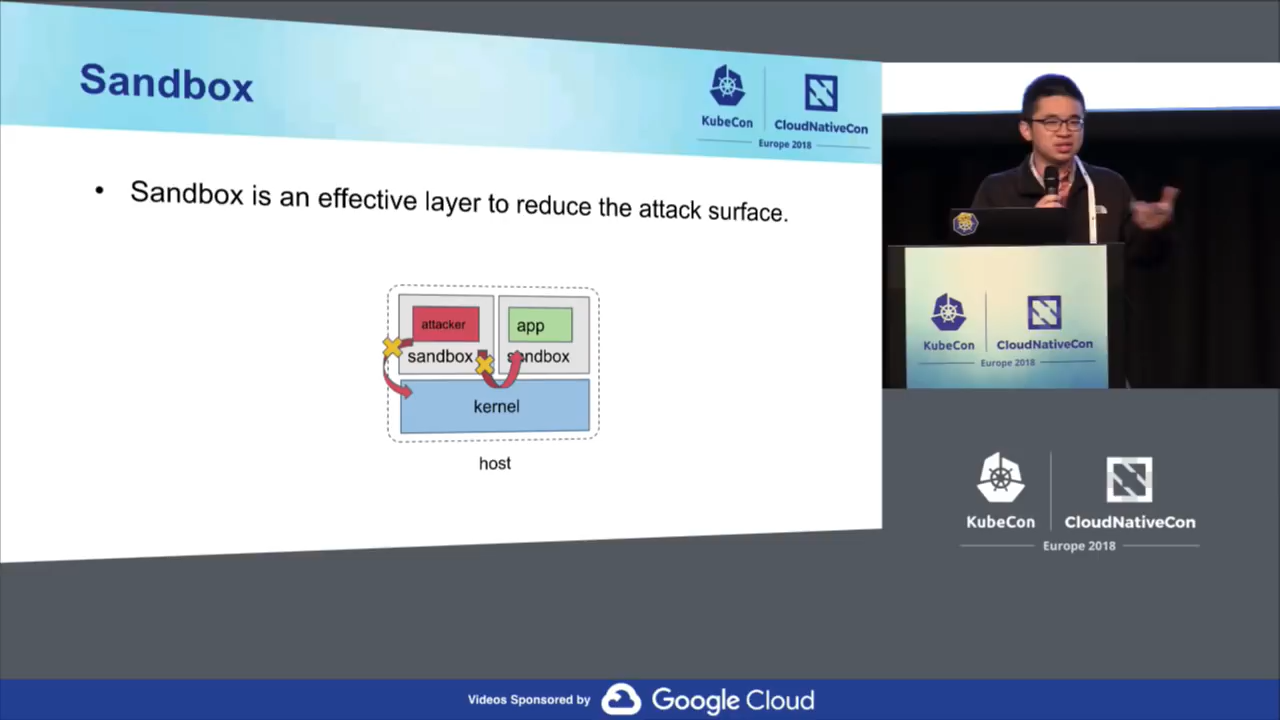 Sandbox
KubeCon
CloudNativeCon
Europe 2018
• Sandbox is an effective layer to reduce the attack surface.
attacker
app
sandbox
sandbox
kernel
host
KubeCon
CloudNativeCon
Europe 2018
KubeCon
CloudNativeCon
Europe 2018
Videos Sponsored by
Google Cloud